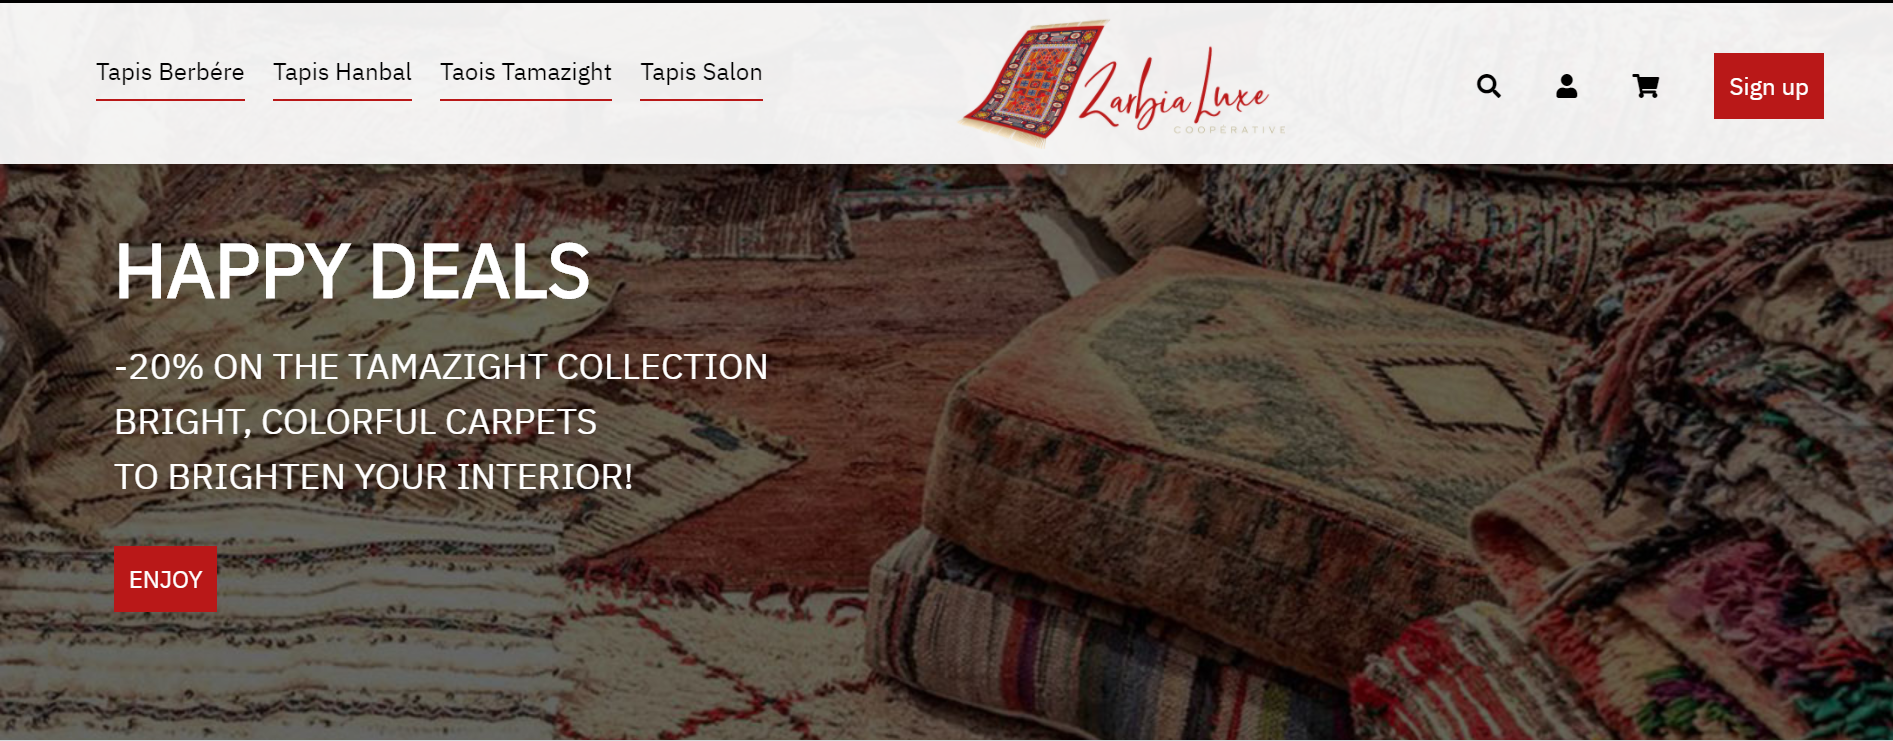 Tapis Berbére
Tapis Hanbal
Taois Tamazight
Tapis Salon
Zarbia Luxe
COOPÉRATIVE
Sign up
HAPPY DEALS
-20% ON THE TAMAZIGHT COLLECTION
BRIGHT, COLORFUL CARPETS
TO BRIGHTEN YOUR INTERIOR!
ENJOY